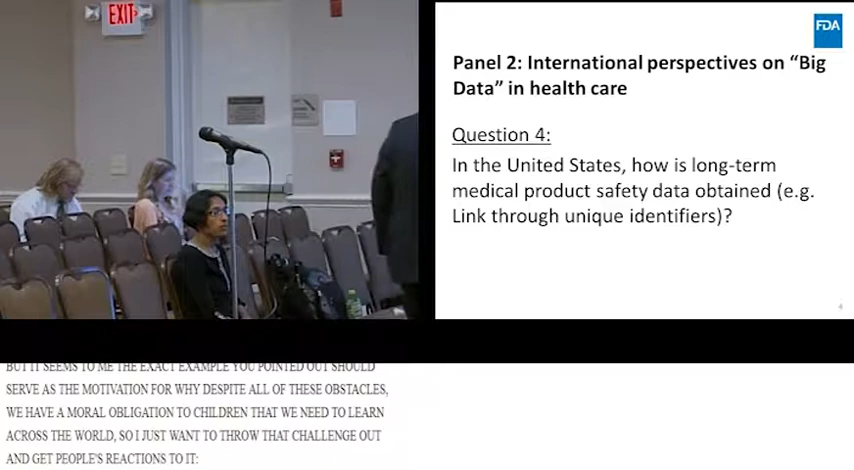 EXIT
FDA
Panel 2: International perspectives on “Big
Data” in health care
Question 4:
In the United States, how is long-term
medical product safety data obtained (e.g.
Link through unique identifiers)?
4
BUT IT SEEMS TO ME THE EXACT EXAMPLE YOU POINTED OUT SHOULD
SERVE AS THE MOTIVATION FOR WHY DESPITE ALL OF THESE OBSTACLES,
WE HAVE A MORAL OBLIGATION TO CHILDREN THAT WE NEED TO LEARN
ACROSS THE WORLD, SO I JUST WANT TO THROW THAT CHALLENGE OUT
AND GET PEOPLE'S REACTIONS TO IT: